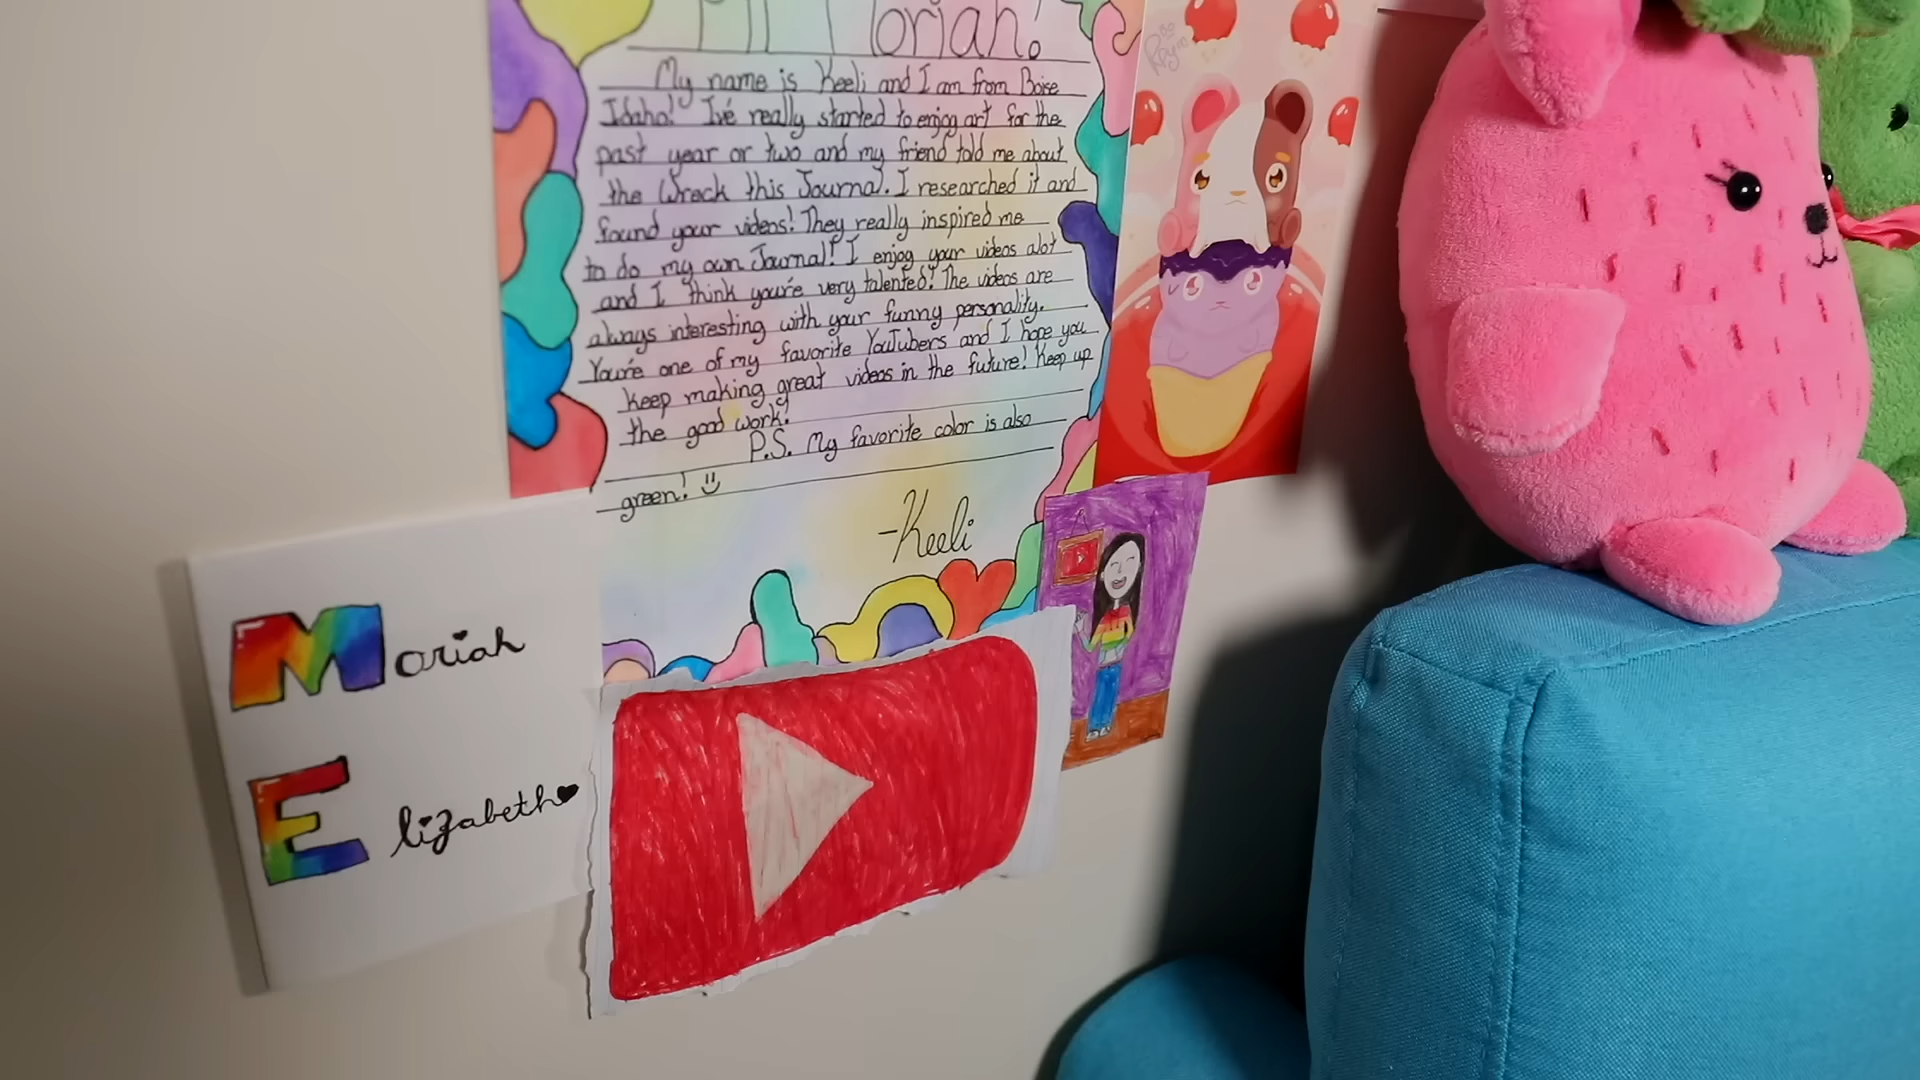 Hi Moriah!
My name is Keeli and I am from Boise
Idaho! I've really started to enjoy art for the
past year or two and my friend told me about
the Wreck this Journal. I researched it and
found your videos! They really inspired me
to do my own Journal! I enjoy your videos alot
and I think you're very talented! The videos are
always interesting with your funny personality.
You're one of my favorite YouTubers and I hope you
keep making great videos in the future! Keep up
the good work!
P.S. My favorite color is also
green!
-Keeli
Moriah
Elizabeth